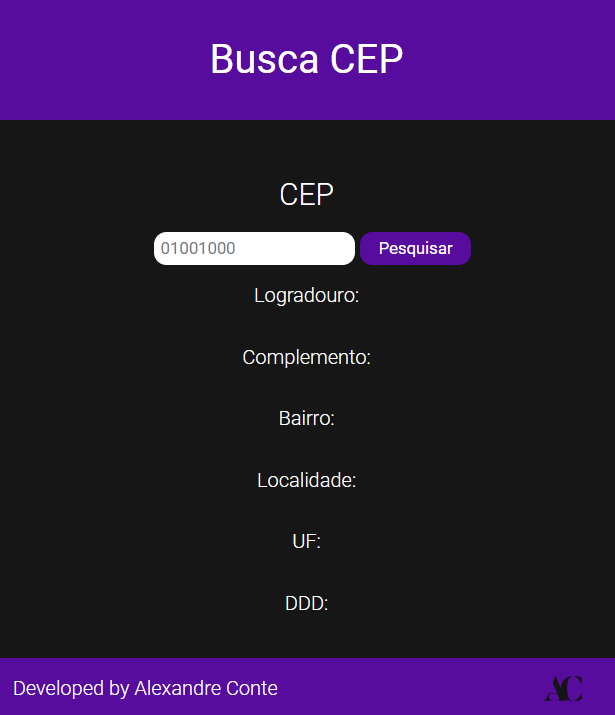 Busca CEP
CEP
01001000 Pesquisar
Logradouro:
Complemento:
Bairro:
Localidade:
UF:
DDD:
Developed by Alexandre Conte AC